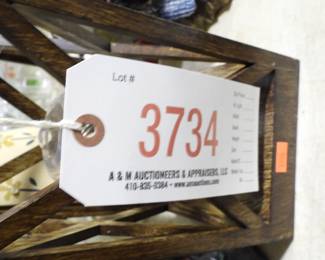 Lot #
3734
A & M AUCTIONEERS & APPRAISERS, LLC
410-835-0384 • www.amauctions.com